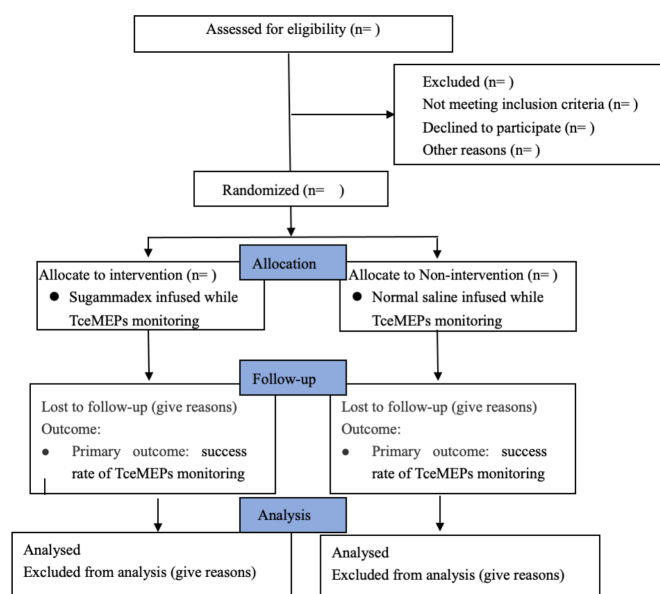 Assessed for eligibility (n= )
Excluded (n= )
Not meeting inclusion criteria (n= )
Declined to participate (n= )
Other reasons (n= )
Randomized (n= )
Allocation
Allocate to intervention (n= )
● Sugammadex infused while
TceMEPs monitoring
Allocate to Non-intervention (n= )
● Normal saline infused while
TceMEPs monitoring
Follow-up
Lost to follow-up (give reasons)
Outcome:
● Primary outcome: success
rate of TceMEPs monitoring
Lost to follow-up (give reasons)
Outcome:
● Primary outcome: success
rate of TceMEPs monitoring
Analysis
Analysed
Excluded from analysis (give reasons)
Analysed
Excluded from analysis (give reasons)